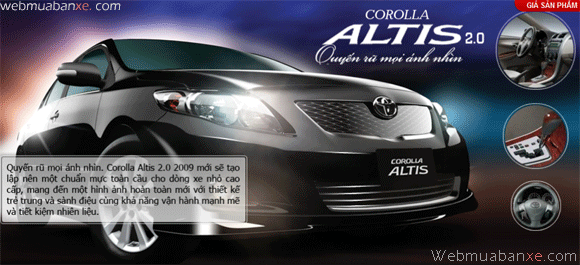 webmuabanxe.com
GIÁ SẢN PHẨM
COROLLA
ALTIS 2.0
Quyến rũ mọi ánh nhìn
COROLLA
ALTIS
Quyến rũ mọi ánh nhìn. Corolla Altis 2.0 2009 mới sẽ tạo
lập nên một chuẩn mực toàn cầu cho dòng xe nhỏ cao
cấp, mang đến một hình ảnh hoàn toàn mới với thiết kế
trẻ trung và sành điệu cùng khả năng vận hành mạnh mẽ
và tiết kiệm nhiên liệu.
Webmuabanxe.com